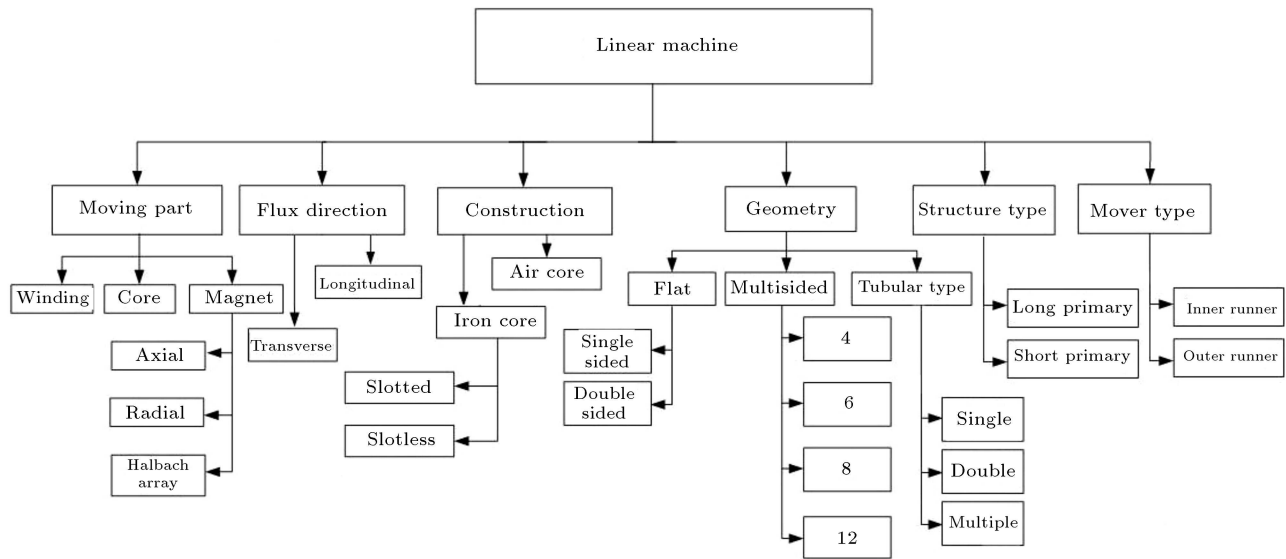 Linear machine
Moving part
Flux direction
Construction
Geometry
Structure type
Mover type
Winding
Core
Magnet
Axial
Radial
Halbach
array
Transverse
Longitudinal
Air core
Iron core
Slotted
Slotless
Flat
Single
sided
Double
sided
Multisided
4
6
8
12
Tubular type
Single
Double
Multiple
Long primary
Short primary
Inner runner
Outer runner